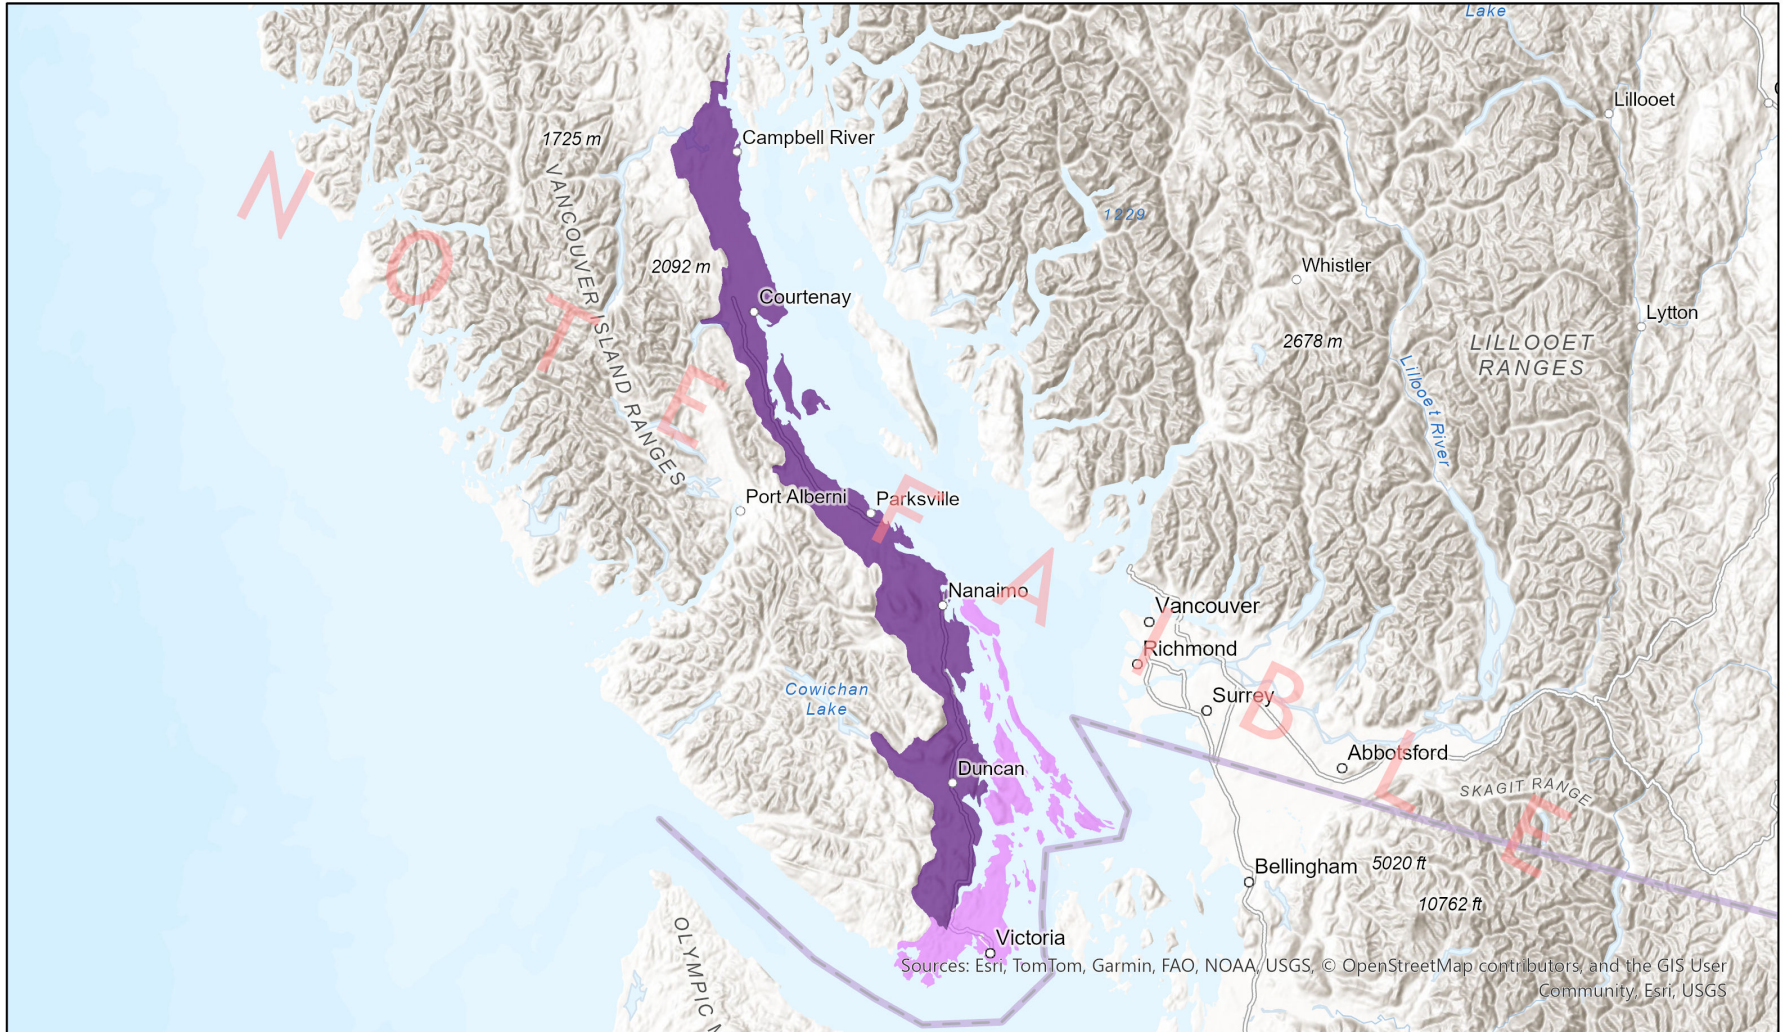 Lake
Lillooet
Campbell River
1725 m
VANCOUVER ISLAND RANGES
1229
2092 m
Whistler
Courtenay
Lytton
2678 m
LILLOOET
RANGES
Lillooet River
Port Alberni
Parksville
Nanaimo
Vancouver
Richmond
Cowichan
Lake
Surrey
Duncan
Abbotsford
SKAGIT RANGE
Bellingham
5020 ft
10762 ft
OLYMPIC
Victoria
Sources: Esri, TomTom, Garmin, FAO, NOAA, USGS, © OpenStreetMap contributors, and the GIS User
Community, Esri, USGS
NOTEFAIBLE